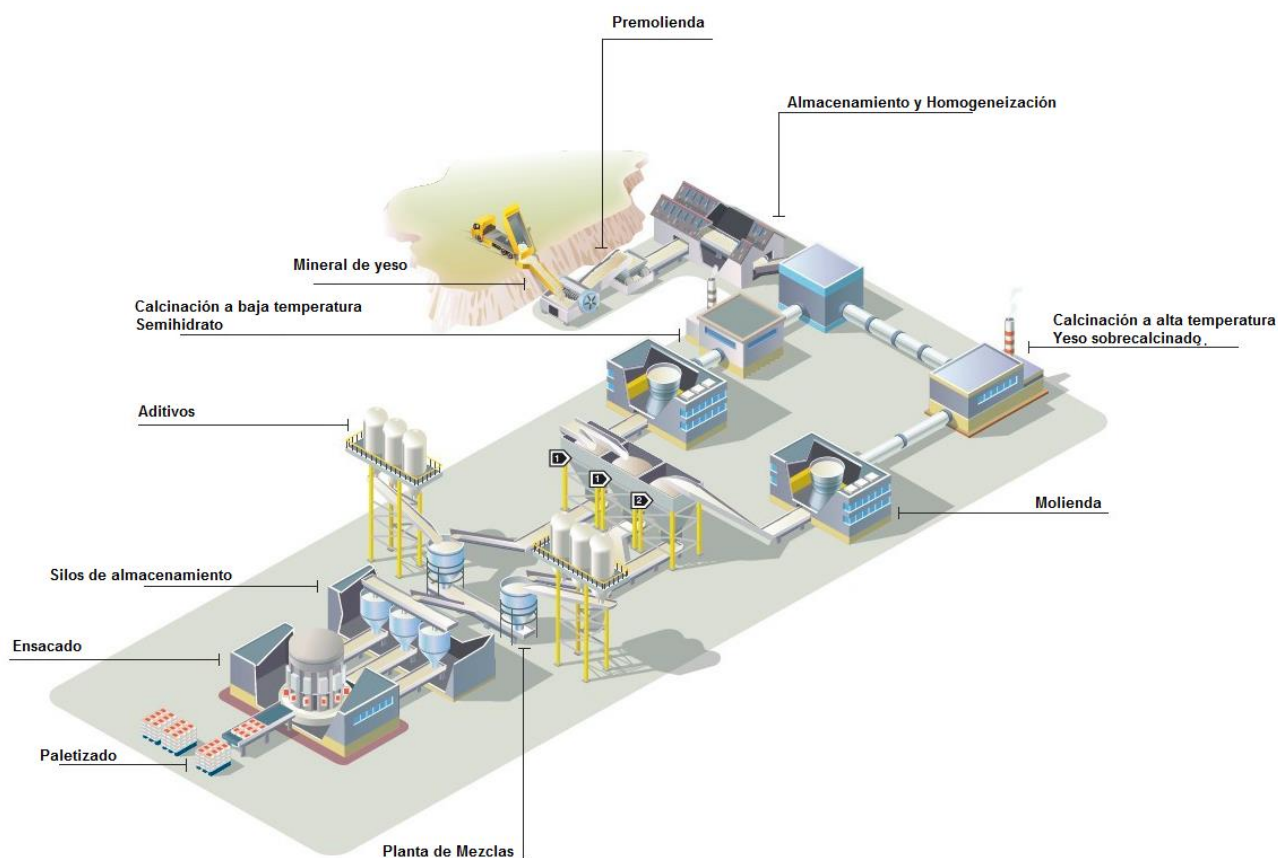 Premolienda
Almacenamiento y Homogeneización
Mineral de yeso
Calcinación a baja temperatura
Semihidrato
Calcinación a alta temperatura
Yeso sobrecalcinado.
Aditivos
1
1
2
Molienda
Silos de almacenamiento
Ensacado
Paletizado
Planta de Mezclas